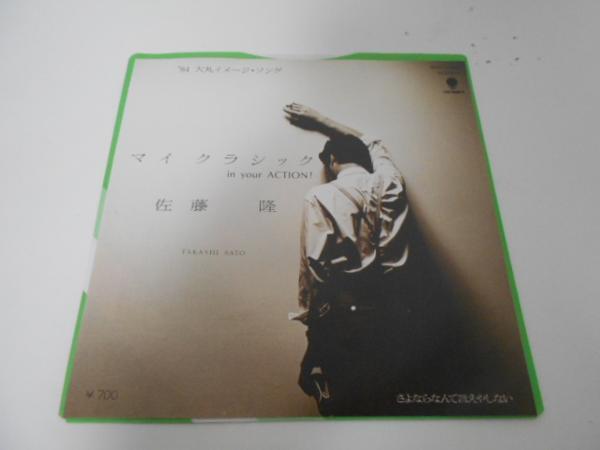 '84 大丸イメージ・ソング
マイ クラシック
in your ACTION!
佐藤 隆
TAKASHI SATO
¥700
さよならなんて言えやしない